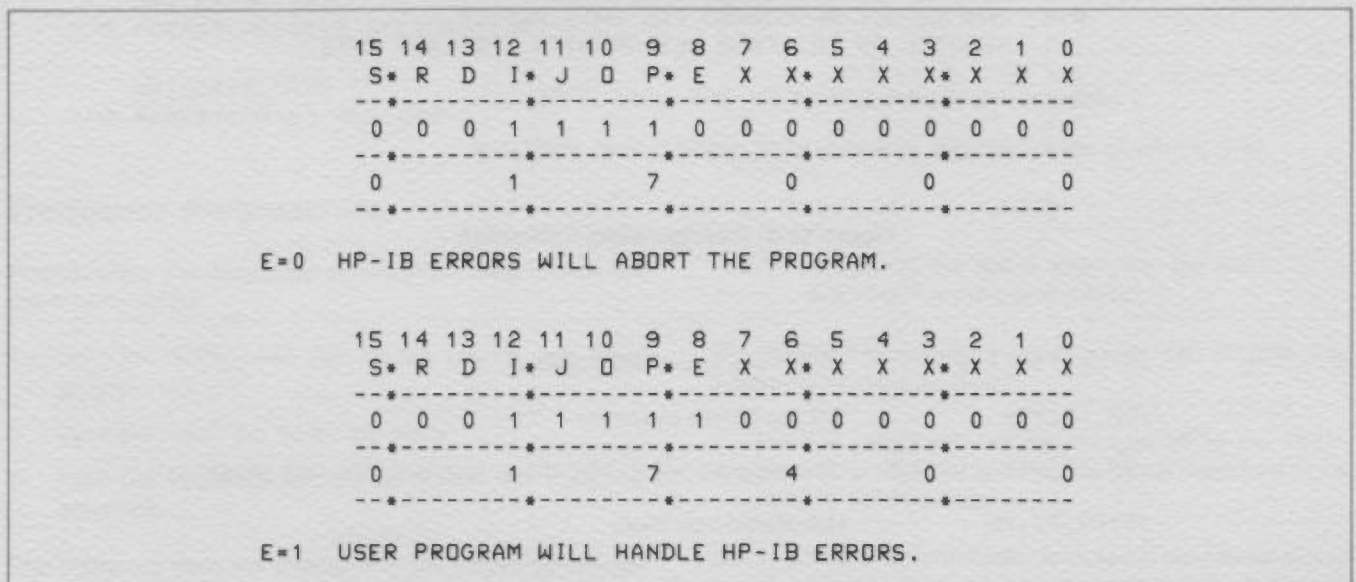 15 14 13 12 11 10 9 8 7 6 5 4 3 2 1 0
S* R D I* J O P* E X X* X X X* X X X
--*---------*---------*---------*---------*--------
0 0 0 1 1 1 1 0 0 0 0 0 0 0 0 0
--*---------*---------*---------*---------*--------
0 1 7 0 0 0
--*---------*---------*---------*---------*--------
E=0 HP-IB ERRORS WILL ABORT THE PROGRAM.
15 14 13 12 11 10 9 8 7 6 5 4 3 2 1 0
S* R D I* J O P* E X X* X X X* X X X
--*---------*---------*---------*---------*--------
0 0 0 1 1 1 1 1 0 0 0 0 0 0 0 0
--*---------*---------*---------*---------*--------
0 1 7 4 0 0
--*---------*---------*---------*---------*--------
E=1 USER PROGRAM WILL HANDLE HP-IB ERRORS.